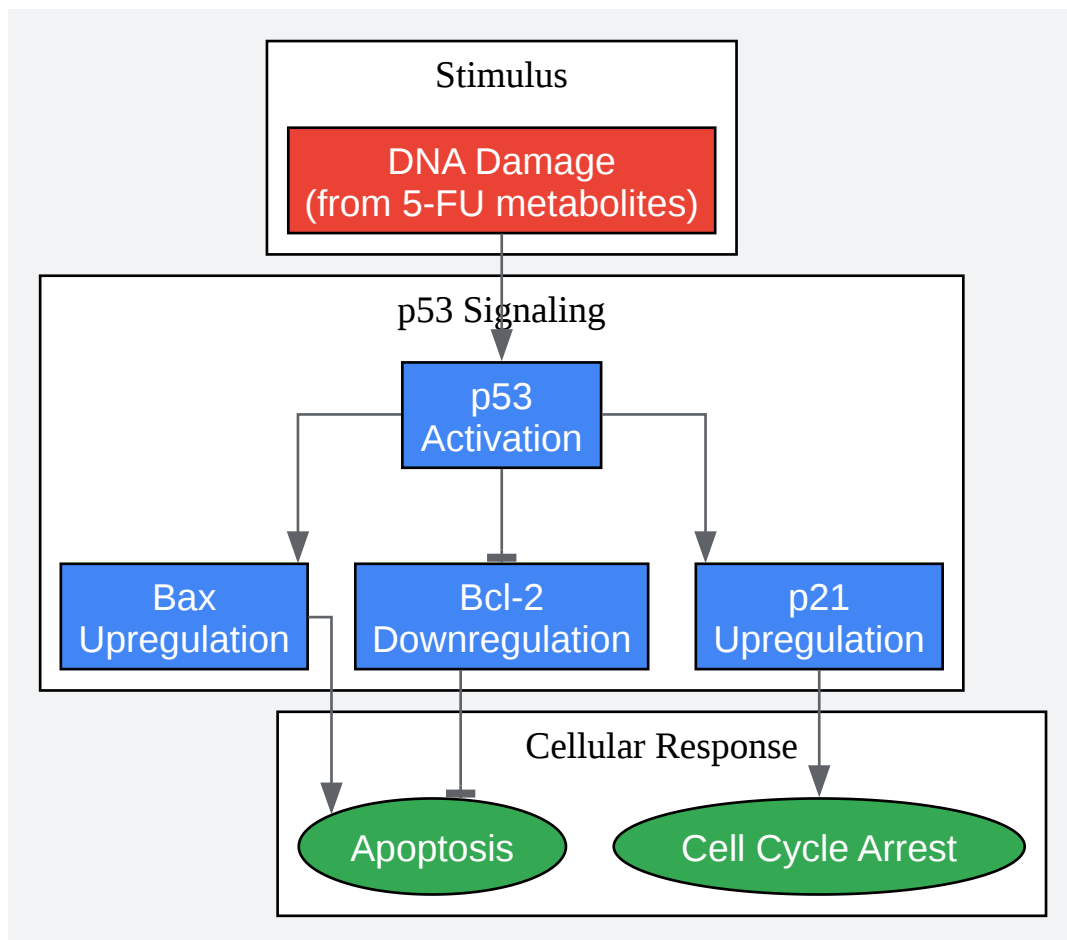 Stimulus
DNA Damage
(from 5-FU metabolites)
p53 Signaling
p53
Activation
Bax
Upregulation
Bcl-2
Downregulation
p21
Upregulation
Cellular Response
Apoptosis
Cell Cycle Arrest